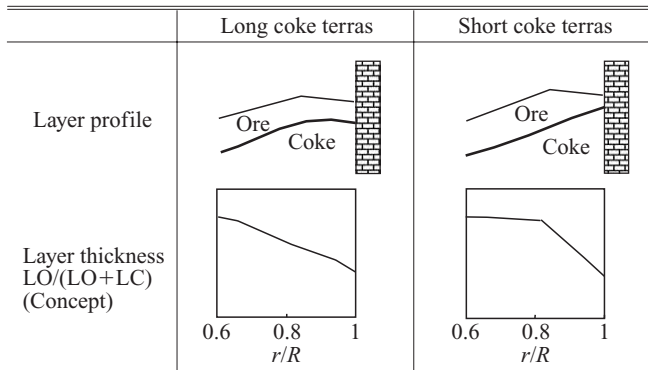 Long coke terras
Short coke terras
Layer profile
Ore
Coke
Ore
Coke
Layer thickness
LO/(LO+LC)
(Concept)
0.6 0.8 1
r/R
0.6 0.8 1
r/R